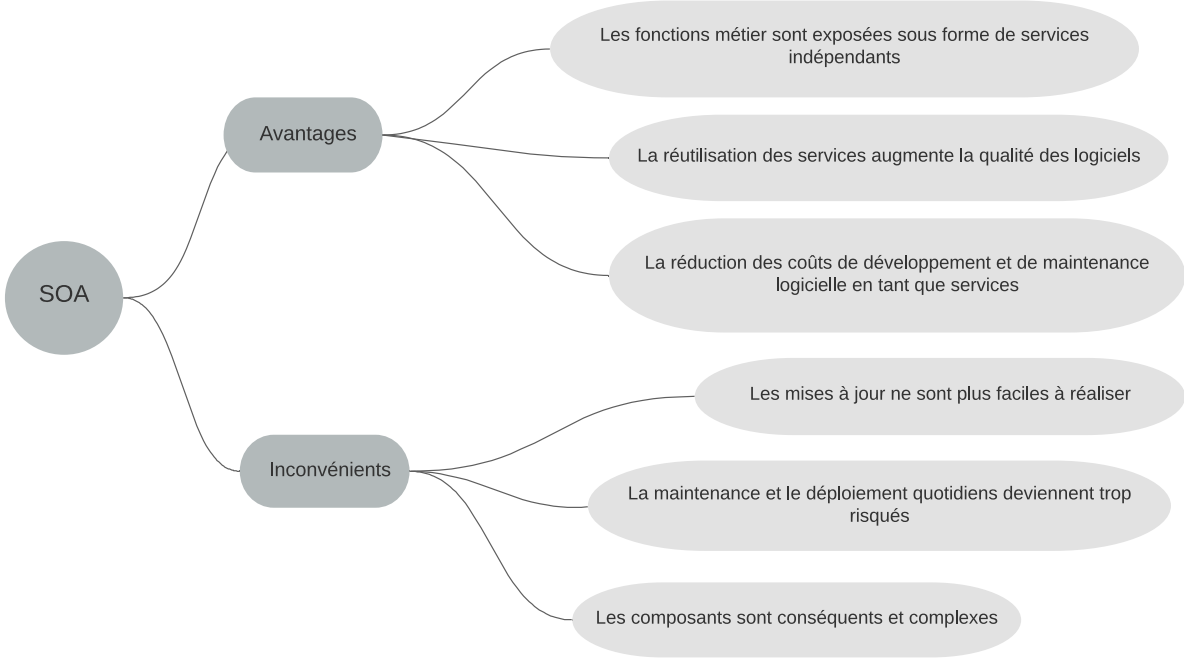 Les fonctions métier sont exposées sous forme de services
indépendants
Avantages
La réutilisation des services augmente la qualité des logiciels
La réduction des coûts de développement et de maintenance
logicielle en tant que services
SOA
Les mises à jour ne sont plus faciles à réaliser
Inconvénients
La maintenance et le déploiement quotidiens deviennent trop
risqués
Les composants sont conséquents et complexes